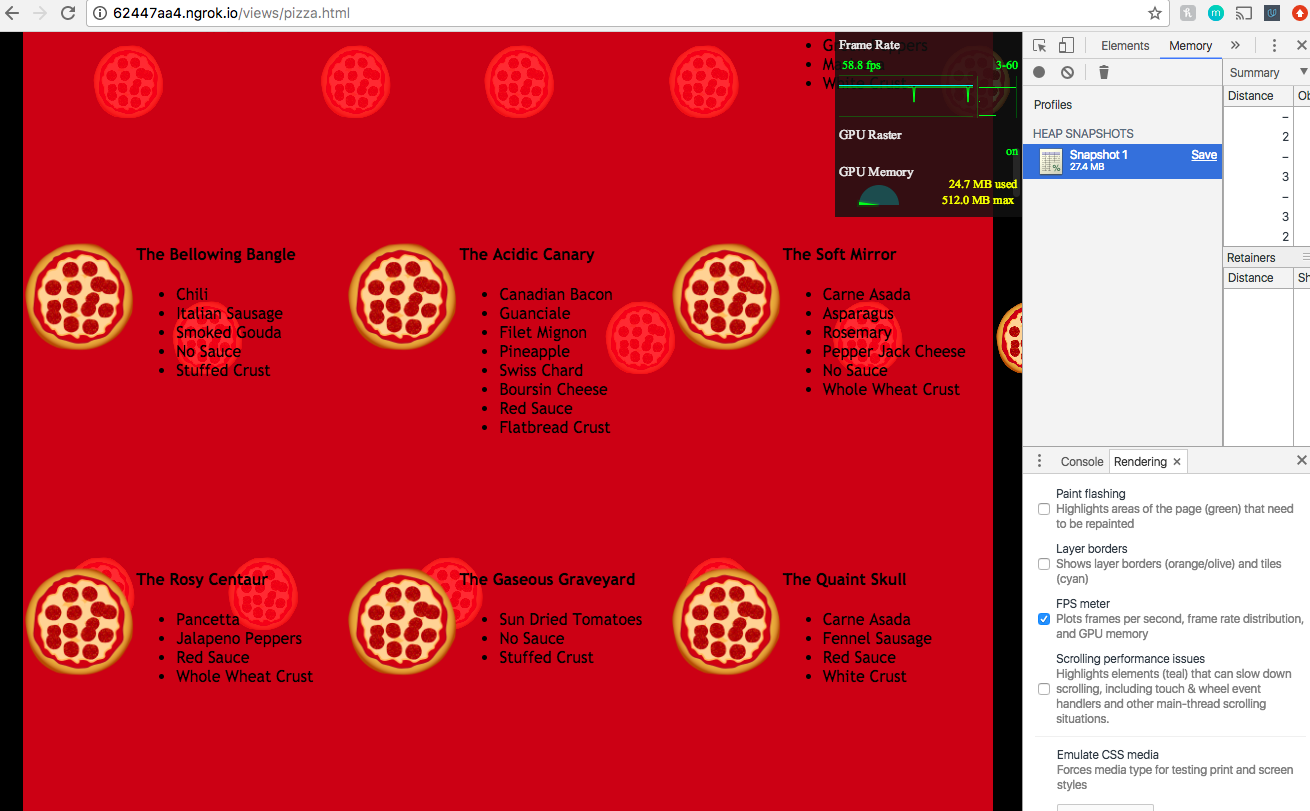 62447aa4.ngrok.io/views/pizza.html
Frame Rate
58.8 fps
3-60
White Crust
GPU Raster
on
GPU Memory
24.7 MB used
512.0 MB max
The Bellowing Bangle
Chili
Italian Sausage
Smoked Gouda
No Sauce
Stuffed Crust
The Acidic Canary
Canadian Bacon
Guanciale
Filet Mignon
Pineapple
Swiss Chard
Boursin Cheese
Red Sauce
Flatbread Crust
The Soft Mirror
Carne Asada
Asparagus
Rosemary
Pepper Jack Cheese
No Sauce
Whole Wheat Crust
The Rosy Centaur
Pancetta
Jalapeno Peppers
Red Sauce
Whole Wheat Crust
The Gaseous Graveyard
Sun Dried Tomatoes
No Sauce
Stuffed Crust
The Quaint Skull
Carne Asada
Fennel Sausage
Red Sauce
White Crust
Elements Memory »
Profiles
HEAP SNAPSHOTS
Snapshot 1 Save
27.4 MB
Summary
Distance Ob
–
2
–
3
–
3
2
Retainers
Distance Sh
Console Rendering
Paint flashing
Highlights areas of the page (green) that need
to be repainted
Layer borders
Shows layer borders (orange/olive) and tiles
(cyan)
FPS meter
Plots frames per second, frame rate distribution,
and GPU memory
Scrolling performance issues
Highlights elements (teal) that can slow down
scrolling, including touch & wheel event
handlers and other main-thread scrolling
situations.
Emulate CSS media
Forces media type for testing print and screen
styles